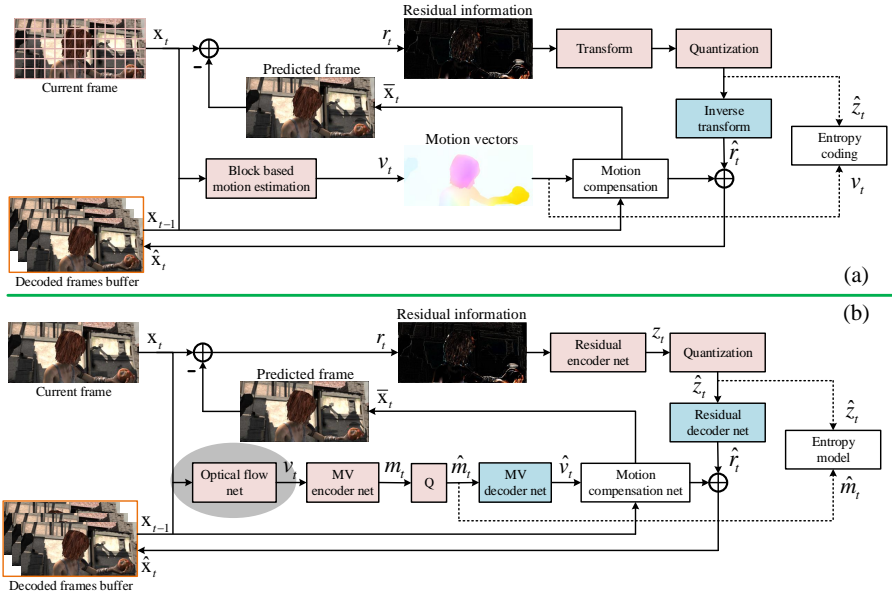 Residual information
x_t
r_t
Transform
Quantization
-
Current frame
Predicted frame
x̄_t
Inverse
transform
ẑ_t
Entropy
coding
r̂_t
Motion vectors
Block based
motion estimation
v_t
Motion
compensation
v_t
x_{t-1}
x̂_t
Decoded frames buffer
(a)
(b)
Residual information
x_t
r_t
Residual
encoder net
z_t
Quantization
-
Current frame
Predicted frame
x̄_t
ẑ_t
Residual
decoder net
ẑ_t
Entropy
model
r̂_t
Optical flow
net
v_t
MV
encoder net
m_t
Q
m̂_t
MV
decoder net
v̂_t
Motion
compensation net
m̂_t
x_{t-1}
x̂_t
Decoded frames buffer